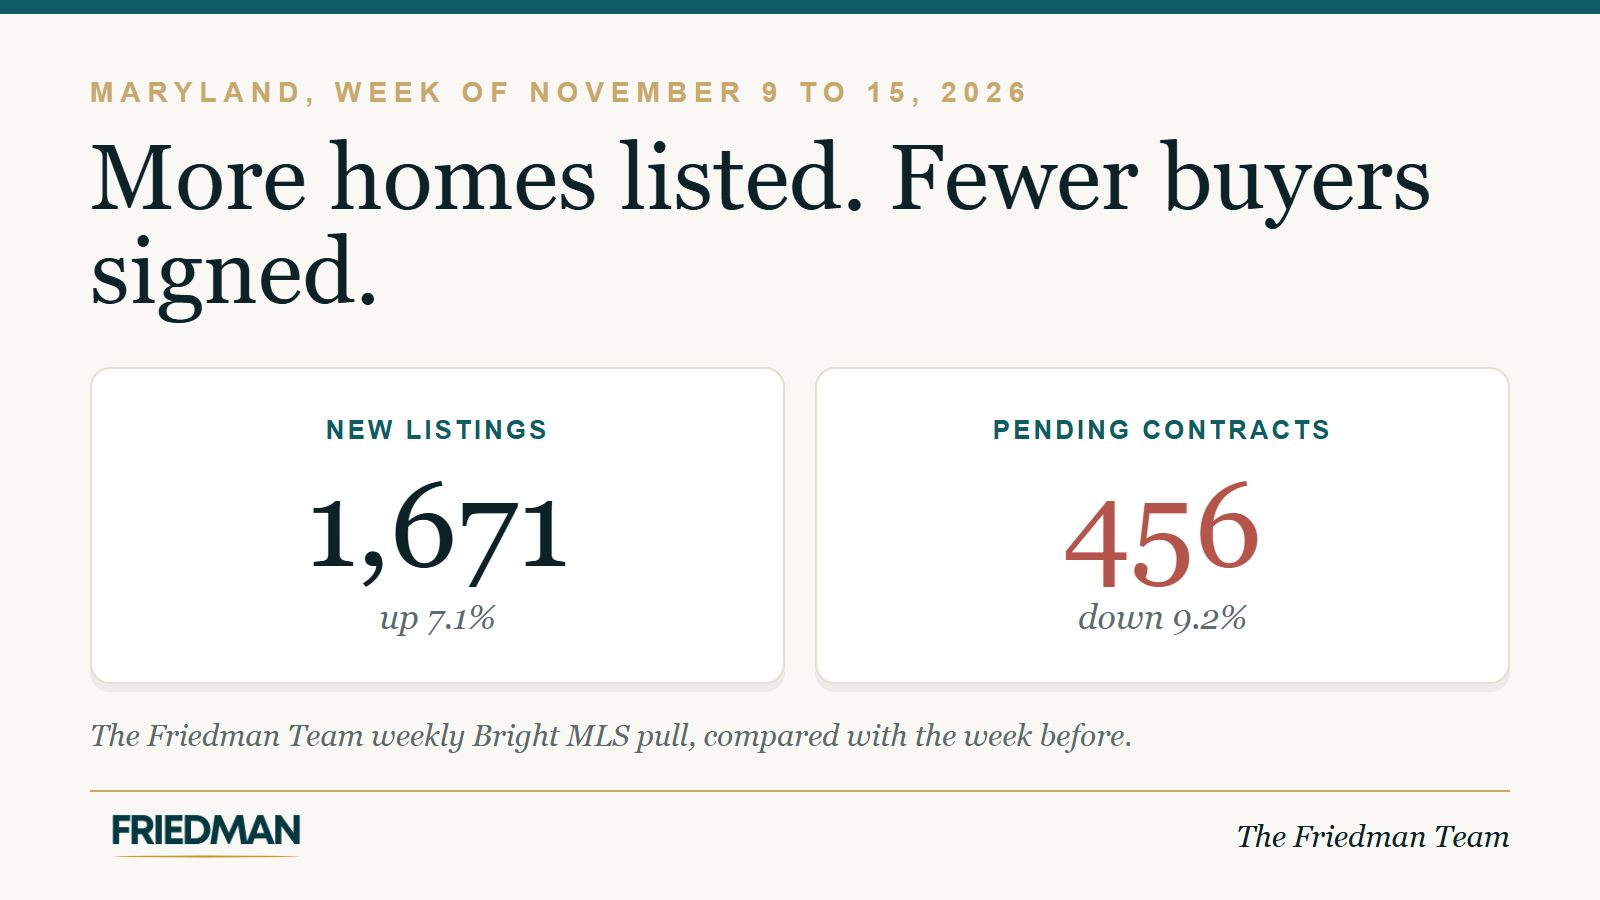 MARYLAND, WEEK OF NOVEMBER 9 TO 15, 2026
More homes listed. Fewer buyers
signed.
NEW LISTINGS
1,671
up 7.1%
PENDING CONTRACTS
456
down 9.2%
The Friedman Team weekly Bright MLS pull, compared with the week before.
FRIEDMAN
The Friedman Team